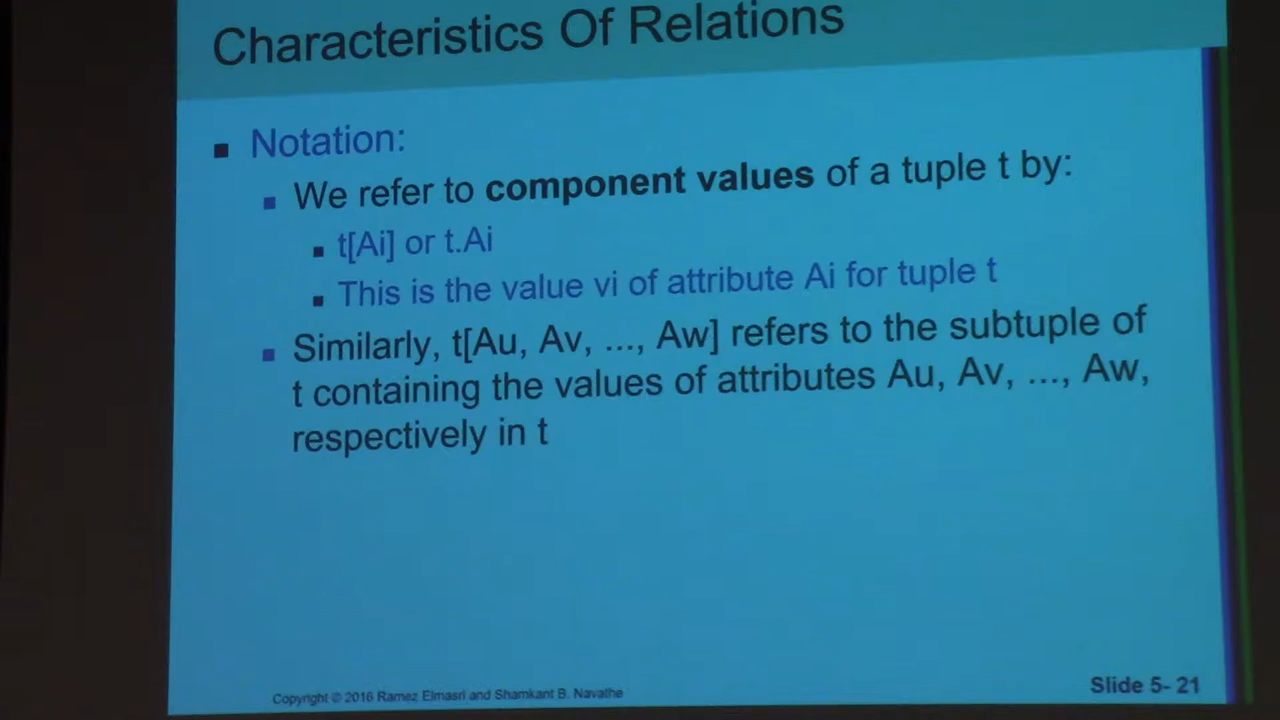 Characteristics Of Relations
Notation:
We refer to component values of a tuple t by:
t[Ai] or t.Ai
This is the value vi of attribute Ai for tuple t
Similarly, t[Au, Av, ..., Aw] refers to the subtuple of
t containing the values of attributes Au, Av, ..., Aw,
respectively in t
Copyright © 2016 Ramez Elmasri and Shamkant B. Navathe
Slide 5- 21